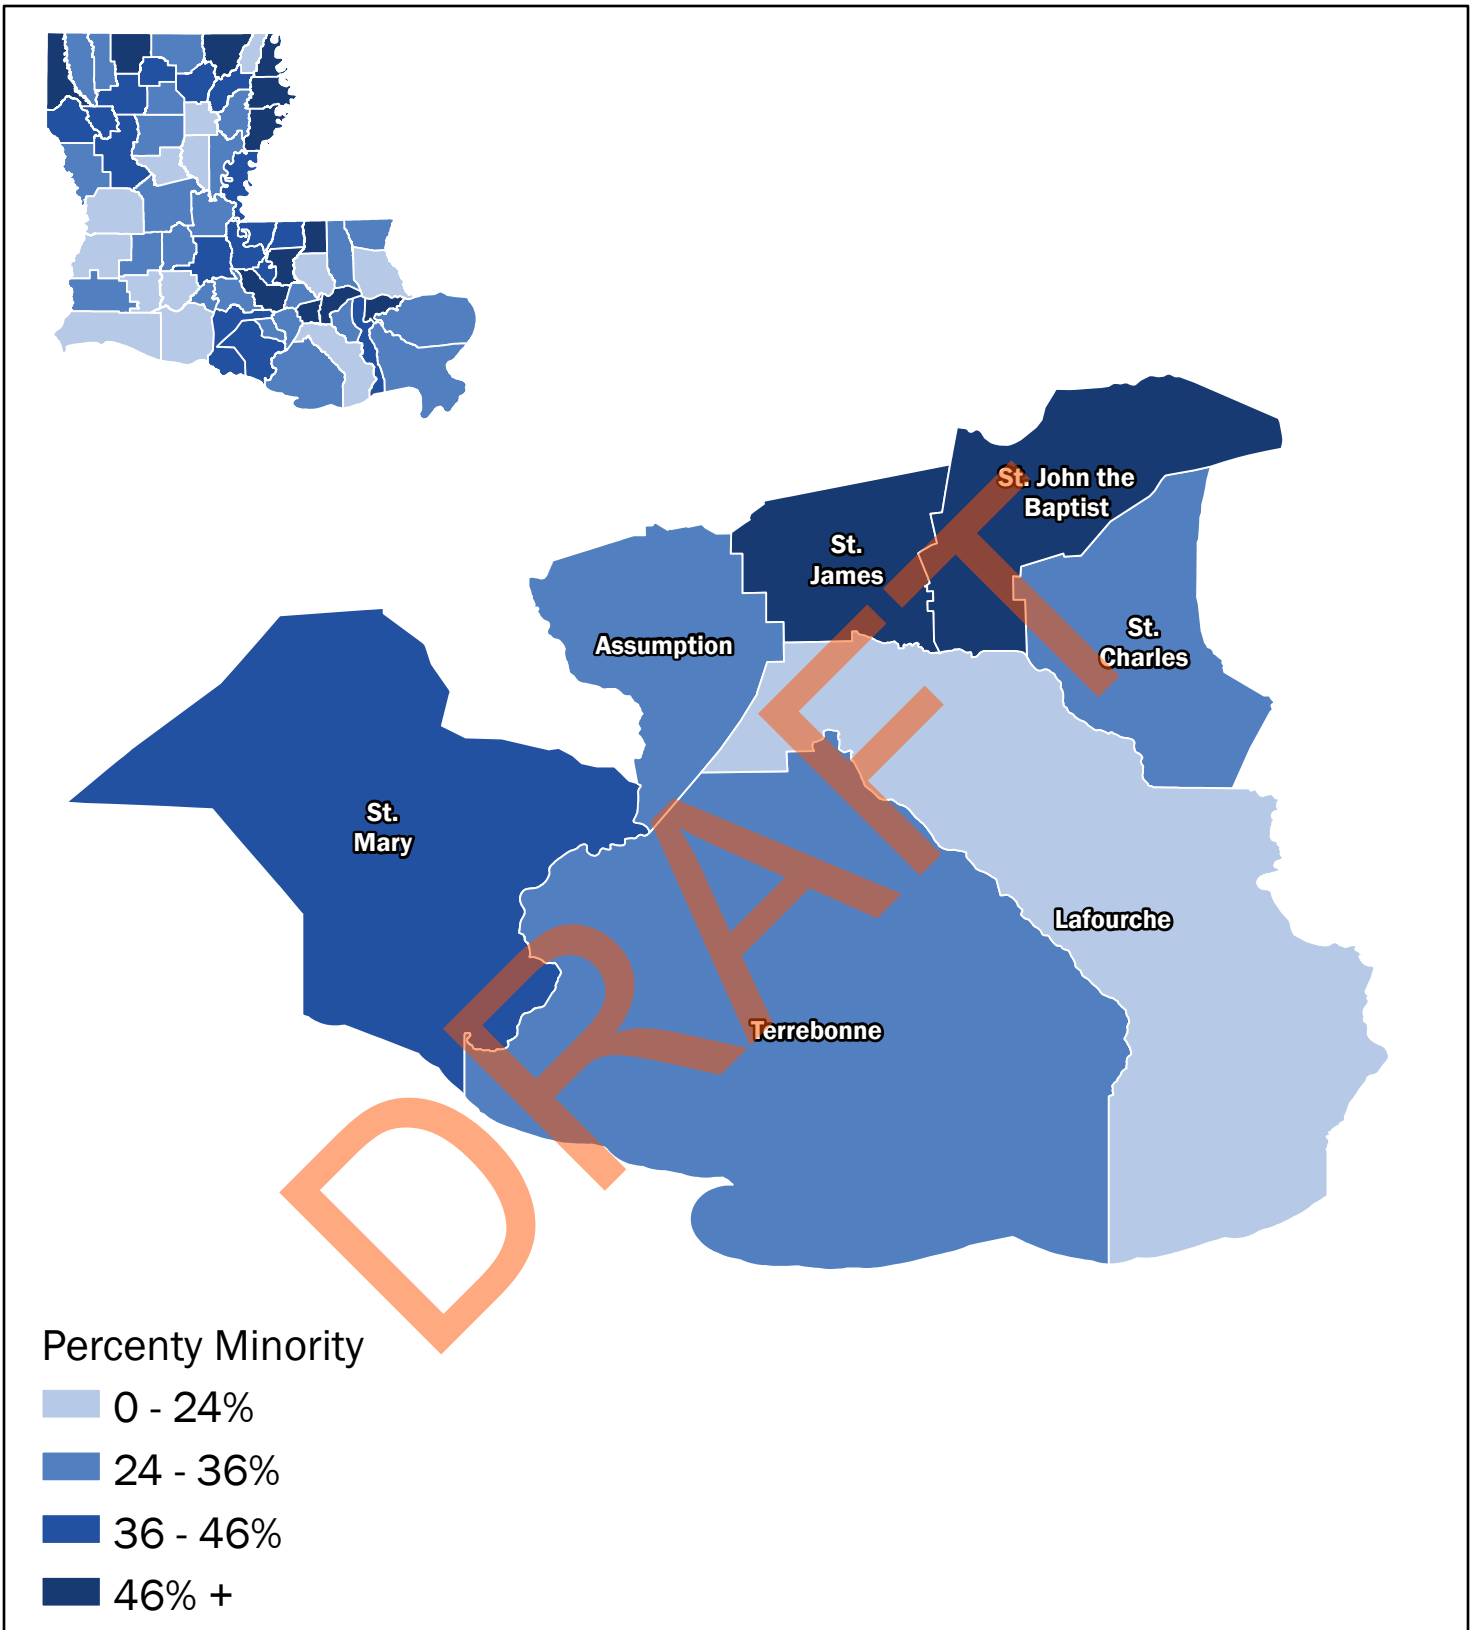 St. John the
Baptist
St.
James
St.
Charles
Assumption
St.
Mary
Lafourche
Terrebonne
DRAFT
Percenty Minority
0 - 24%
24 - 36%
36 - 46%
46% +